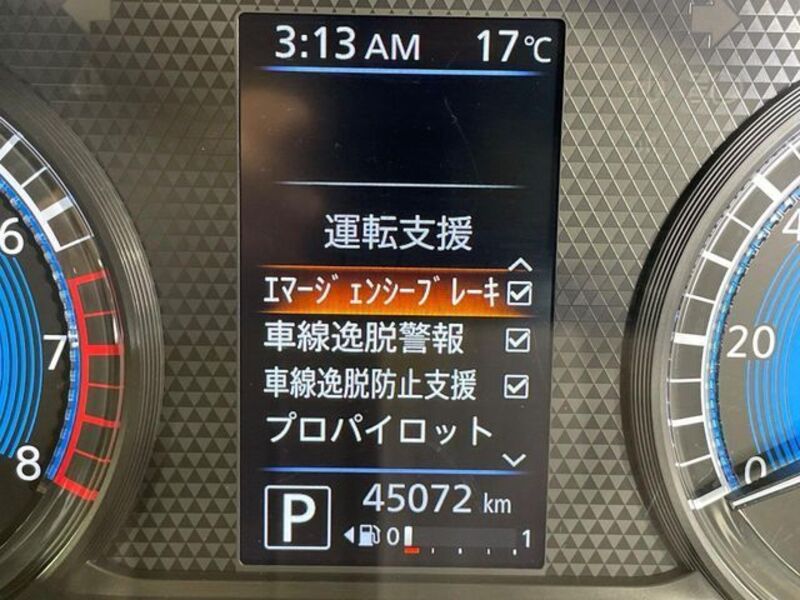 3:13 AM 17℃
運転支援
ｴﾏｰｼﾞｪﾝｼｰﾌﾞﾚｰｷ
車線逸脱警報
車線逸脱防止支援
プロパイロット
P 45072 km
0 1
6
7
8
4
20
0